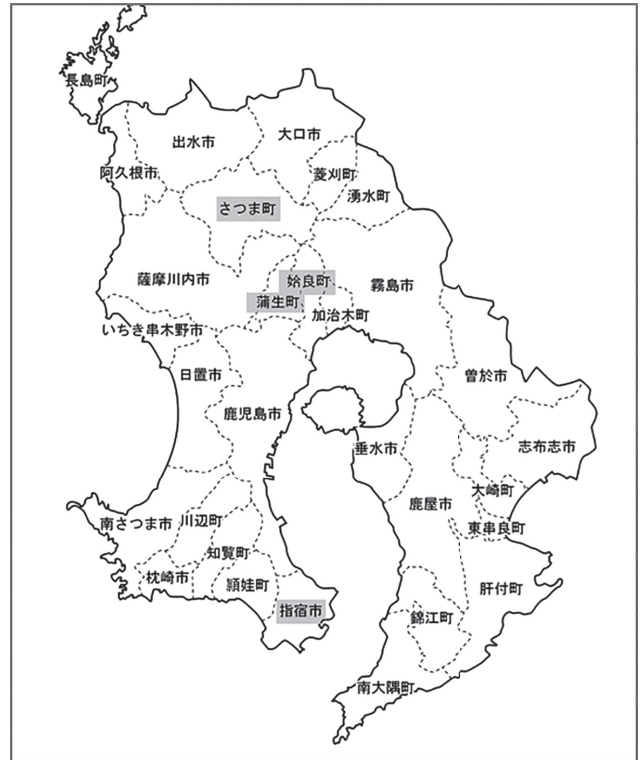 長島町
出水市
大口市
阿久根市
菱刈町
湧水町
さつま町
薩摩川内市
姶良町
霧島市
蒲生町
加治木町
いちき串木野市
日置市
曽於市
鹿児島市
垂水市
志布志市
大崎町
鹿屋市
南さつま市
川辺町
東串良町
知覧町
枕崎市
頴娃町
肝付町
指宿市
錦江町
南大隅町